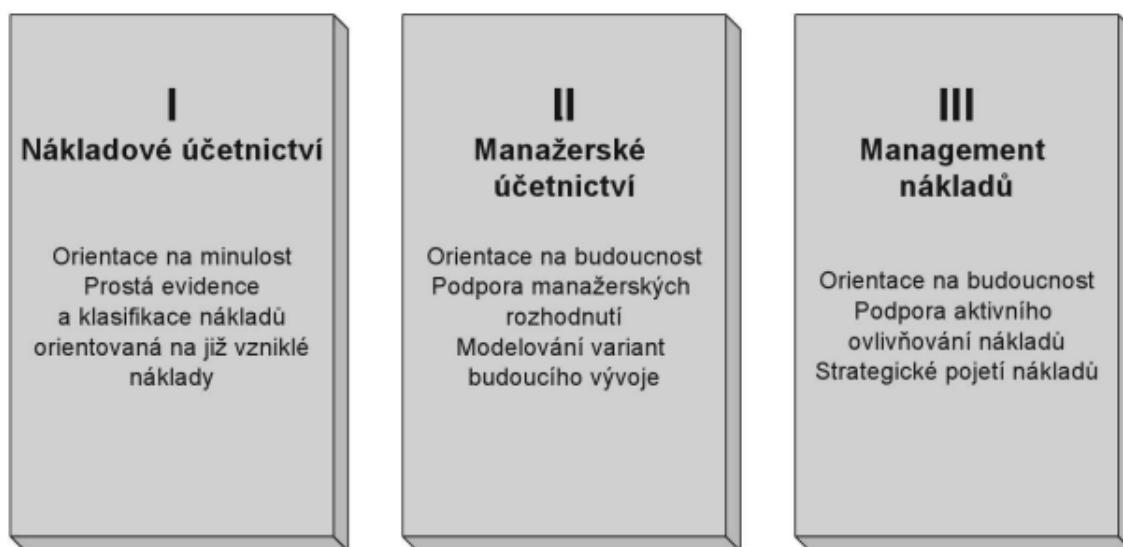 I
Nákladové účetnictví
Orientace na minulost
Prostá evidence
a klasifikace nákladů
orientovaná na již vzniklé
náklady
II
Manažerské
účetnictví
Orientace na budoucnost
Podpora manažerských
rozhodnutí
Modelování variant
budoucího vývoje
III
Management
nákladů
Orientace na budoucnost
Podpora aktivního
ovlivňování nákladů
Strategické pojetí nákladů